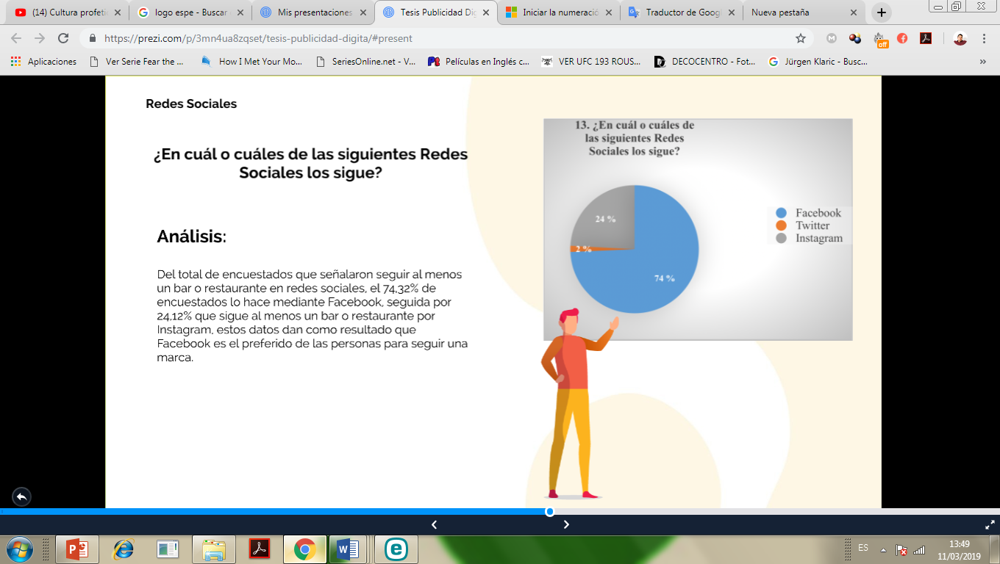 (14) Cultura profeti
logo espe - Buscar
Mis presentaciones
Tesis Publicidad Dig
Iniciar la numeració
Traductor de Googl
Nueva pestaña
https://prezi.com/p/3mn4ua8zqset/tesis-publicidad-digita/#present
off
Aplicaciones
Ver Serie Fear the ...
How I Met Your Mo...
SeriesOnline.net - V...
Películas en Inglés c...
VER UFC 193 ROUS...
DECOCENTRO - Fot...
Jürgen Klaric - Busc...
»
Redes Sociales
¿En cuál o cuáles de las siguientes Redes
Sociales los sigue?
Análisis:
Del total de encuestados que señalaron seguir al menos
un bar o restaurante en redes sociales, el 74,32% de
encuestados lo hace mediante Facebook, seguida por
24,12% que sigue al menos un bar o restaurante por
Instagram, estos datos dan como resultado que
Facebook es el preferido de las personas para seguir una
marca.
13. ¿En cuál o cuáles de
las siguientes Redes
Sociales los sigue?
24 %
2 %
74 %
Facebook
Twitter
Instagram
ES
13:49
11/03/2019